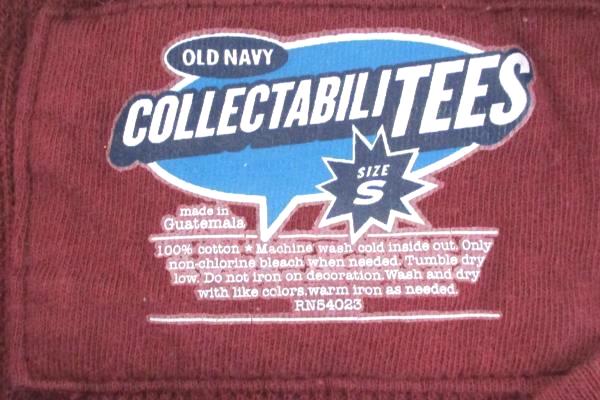 OLD NAVY
COLLECTABILITEES
SIZE
S
made in
Guatemala
100% cotton * Machine wash cold inside out. Only
non-chlorine bleach when needed. Tumble dry
low. Do not iron on decoration.Wash and dry
with like colors.warm iron as needed.
RN54023